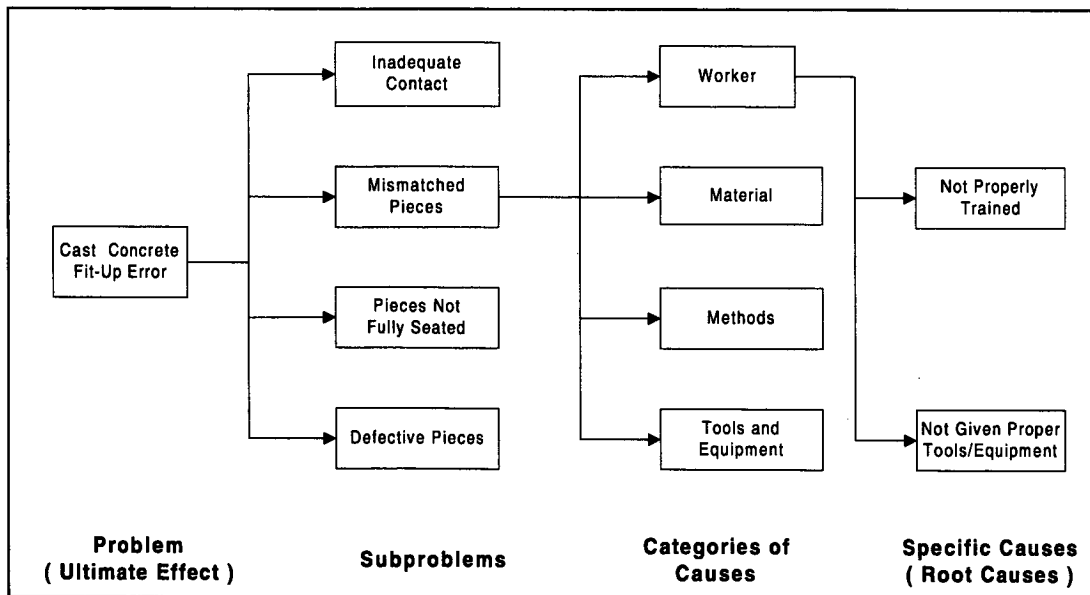 Inadequate
Contact
Worker
Mismatched
Pieces
Material
Not Properly
Trained
Cast Concrete
Fit-Up Error
Pieces Not
Fully Seated
Methods
Defective Pieces
Tools and
Equipment
Not Given Proper
Tools/Equipment
Problem
( Ultimate Effect )
Subproblems
Categories of
Causes
Specific Causes
( Root Causes )